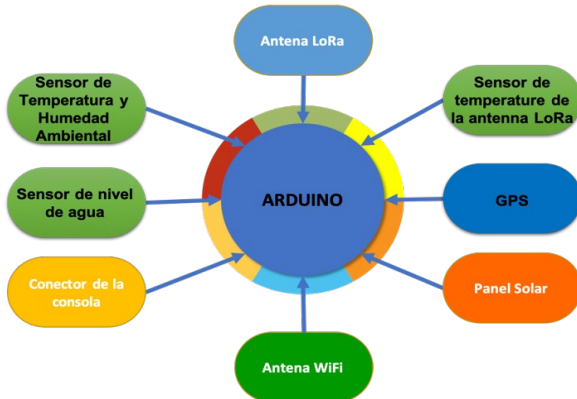 Antena LoRa
Sensor de
Temperatura y
Humedad
Ambiental
Sensor de
temperature de
la antenna LoRa
Sensor de nivel
de agua
ARDUINO
GPS
Conector de la
consola
Panel Solar
Antena WiFi